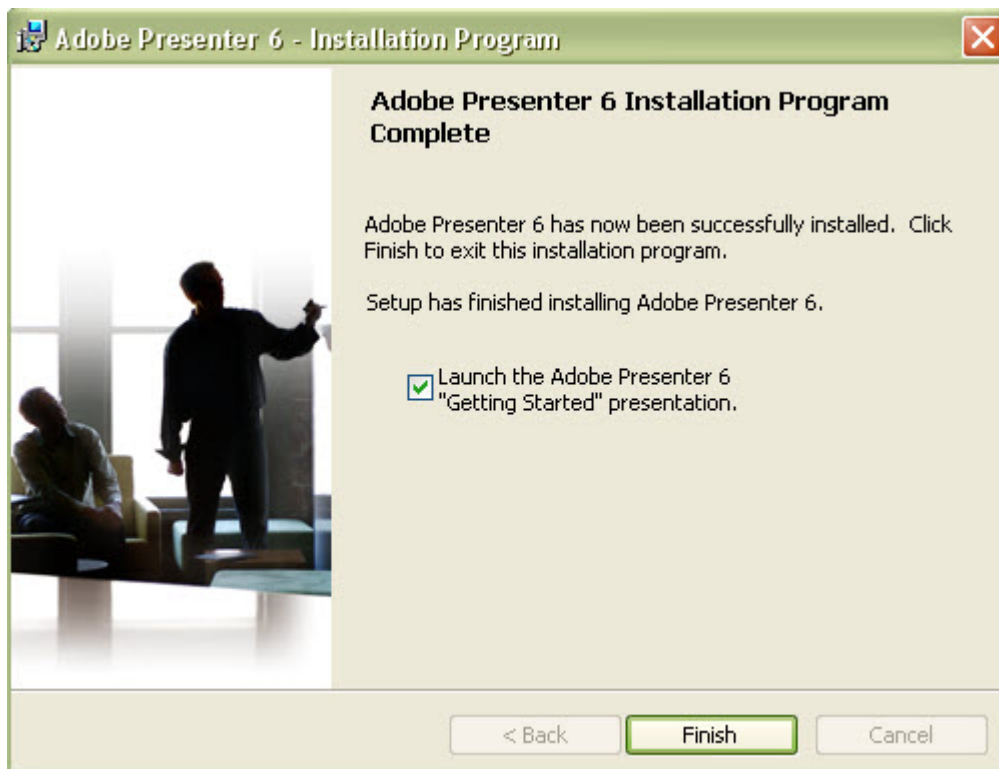 Adobe Presenter 6 - Installation Program
Adobe Presenter 6 Installation Program
Complete
Adobe Presenter 6 has now been successfully installed.  Click
Finish to exit this installation program.
Setup has finished installing Adobe Presenter 6.
Launch the Adobe Presenter 6
"Getting Started" presentation.
< Back
Finish
Cancel